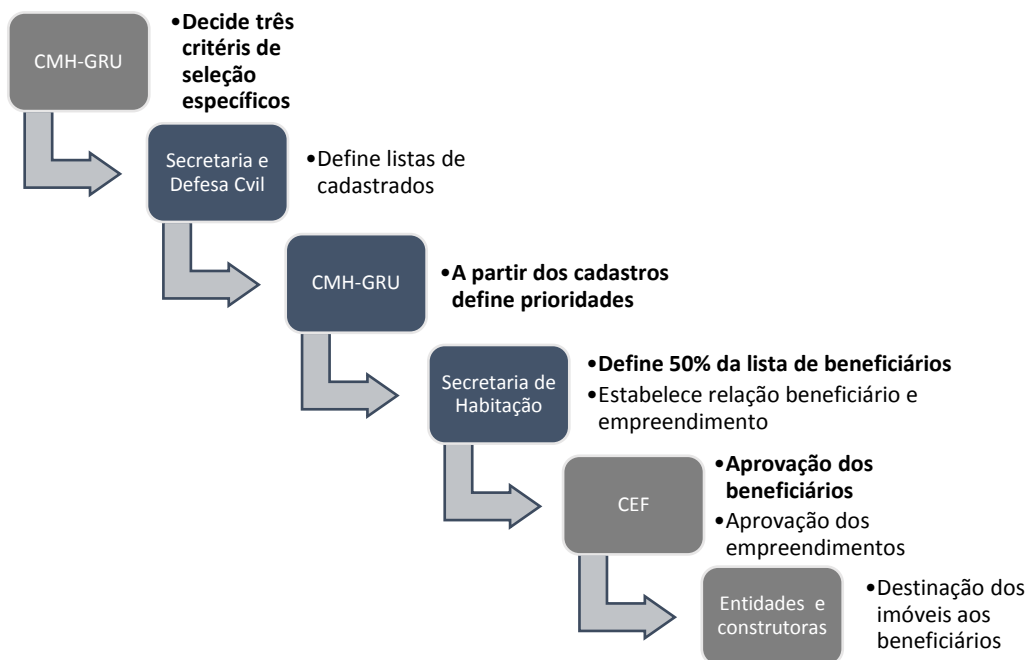 CMH-GRU
•Decide três
critéris de
seleção
específicos
Secretaria e
Defesa Cvil
•Define listas de
cadastrados
CMH-GRU
•A partir dos cadastros
define prioridades
Secretaria de
Habitação
•Define 50% da lista de beneficiários
•Estabelece relação beneficiário e
empreendimento
CEF
•Aprovação dos
beneficiários
•Aprovação dos
empreendimentos
Entidades e
construtoras
•Destinação dos
imóveis aos
beneficiários